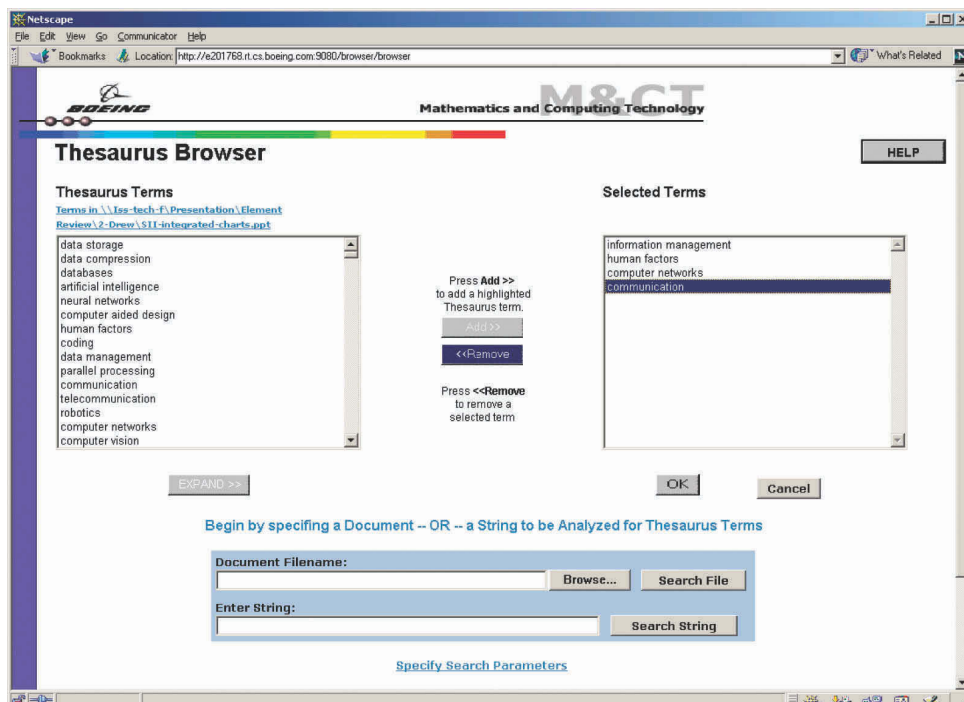 Netscape
File Edit View Go Communicator Help
Bookmarks Location: http://e201768.rt.cs.boeing.com:9080/browser/browser What's Related N
BOEING
M&CT
Mathematics and Computing Technology
Thesaurus Browser
HELP
Thesaurus Terms
Selected Terms
Terms in \\Iss-tech-f\Presentation\Element
Review\2-Drew\SII-integrated-charts.ppt
data storage
data compression
databases
artificial intelligence
neural networks
computer aided design
human factors
coding
data management
parallel processing
communication
telecommunication
robotics
computer networks
computer vision
Press Add >>
to add a highlighted
Thesaurus term.
Add >>
<<Remove
Press <<Remove
to remove a
selected term
information management
human factors
computer networks
communication
EXPAND >>
OK
Cancel
Begin by specifing a Document -- OR -- a String to be Analyzed for Thesaurus Terms
Document Filename:
Browse... Search File
Enter String:
Search String
Specify Search Parameters